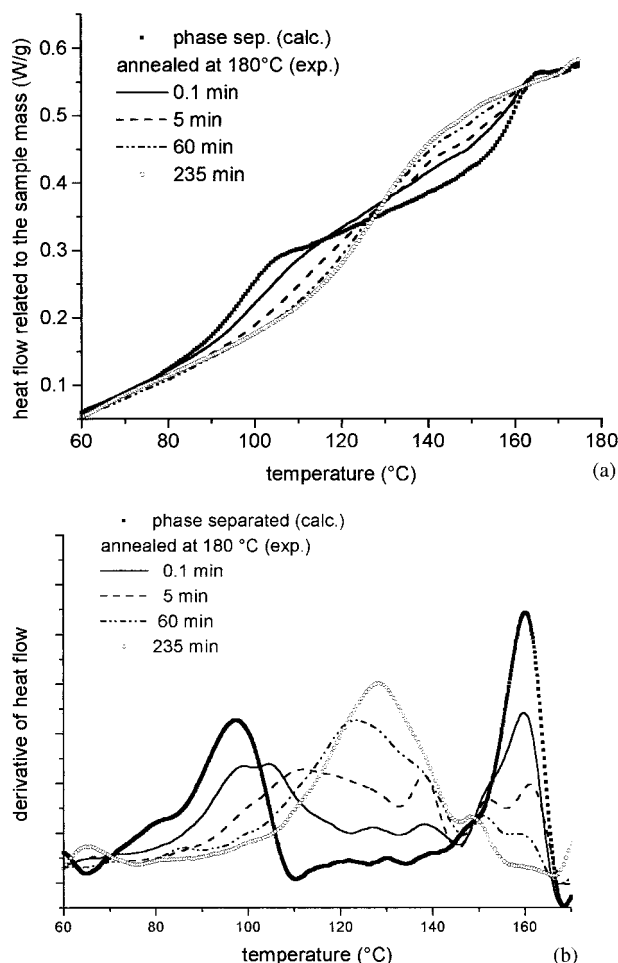 phase sep. (calc.)
annealed at 180°C (exp.)
0.1 min
5 min
60 min
235 min
heat flow related to the sample mass (W/g)
0.6
0.5
0.4
0.3
0.2
0.1
60 80 100 120 140 160 180
temperature (°C)
(a)
phase separated (calc.)
annealed at 180 °C (exp.)
0.1 min
5 min
60 min
235 min
derivative of heat flow
60 80 100 120 140 160
temperature (°C)
(b)